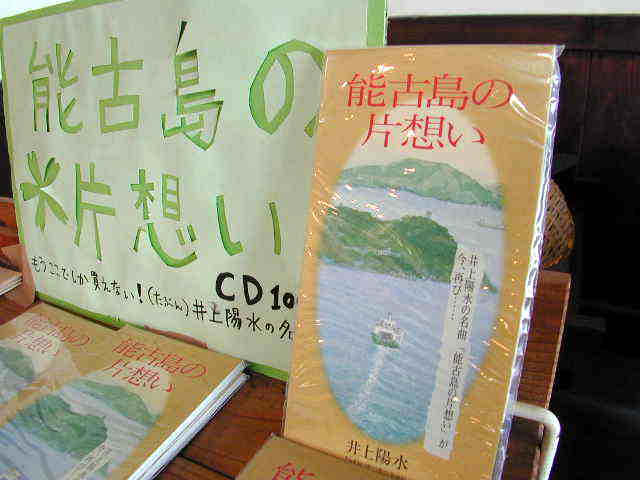 能古島の
片想い
もうここでしか買えない！(たぶん)井上陽水の名
CD10
能古島の
片想い
井上陽水の名曲「能古島の片想い」が
今、再び……
井上陽水
能古島の
片想い
能